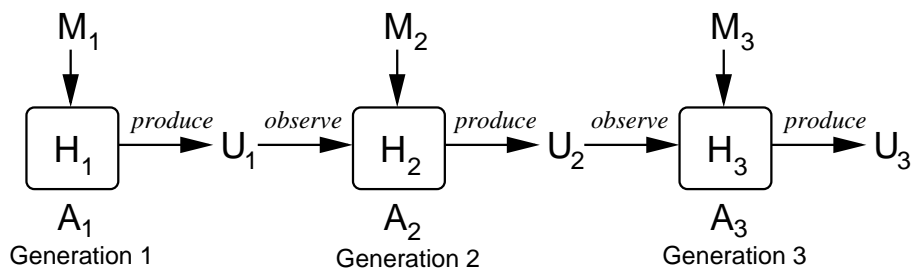 M1 M2 M3
produce observe produce observe produce
H1 U1 H2 U2 H3 U3
A1 A2 A3
Generation 1 Generation 2 Generation 3